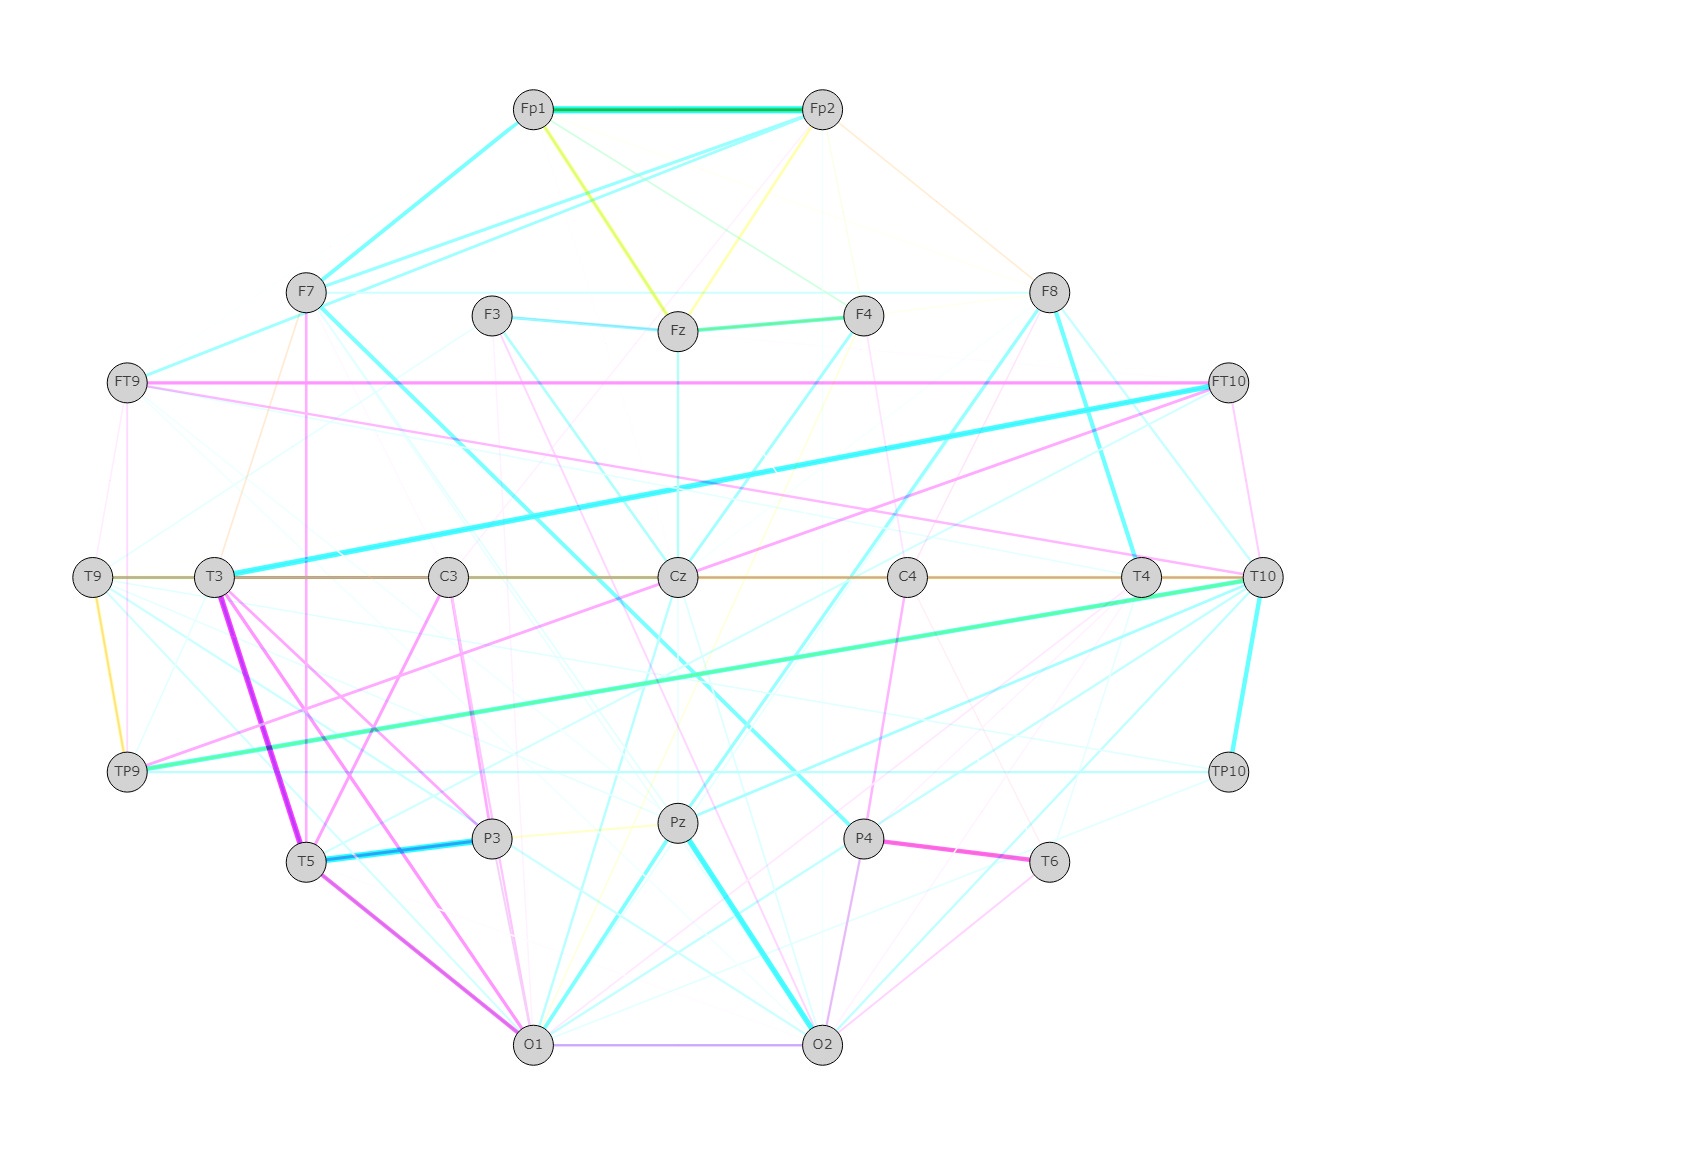 Fp1 Fp2
F7 F8
F3 Fz F4
FT9 FT10
T9 T3 C3 Cz C4 T4 T10
TP9 TP10
Pz
P3 P4
T5 T6
O1 O2